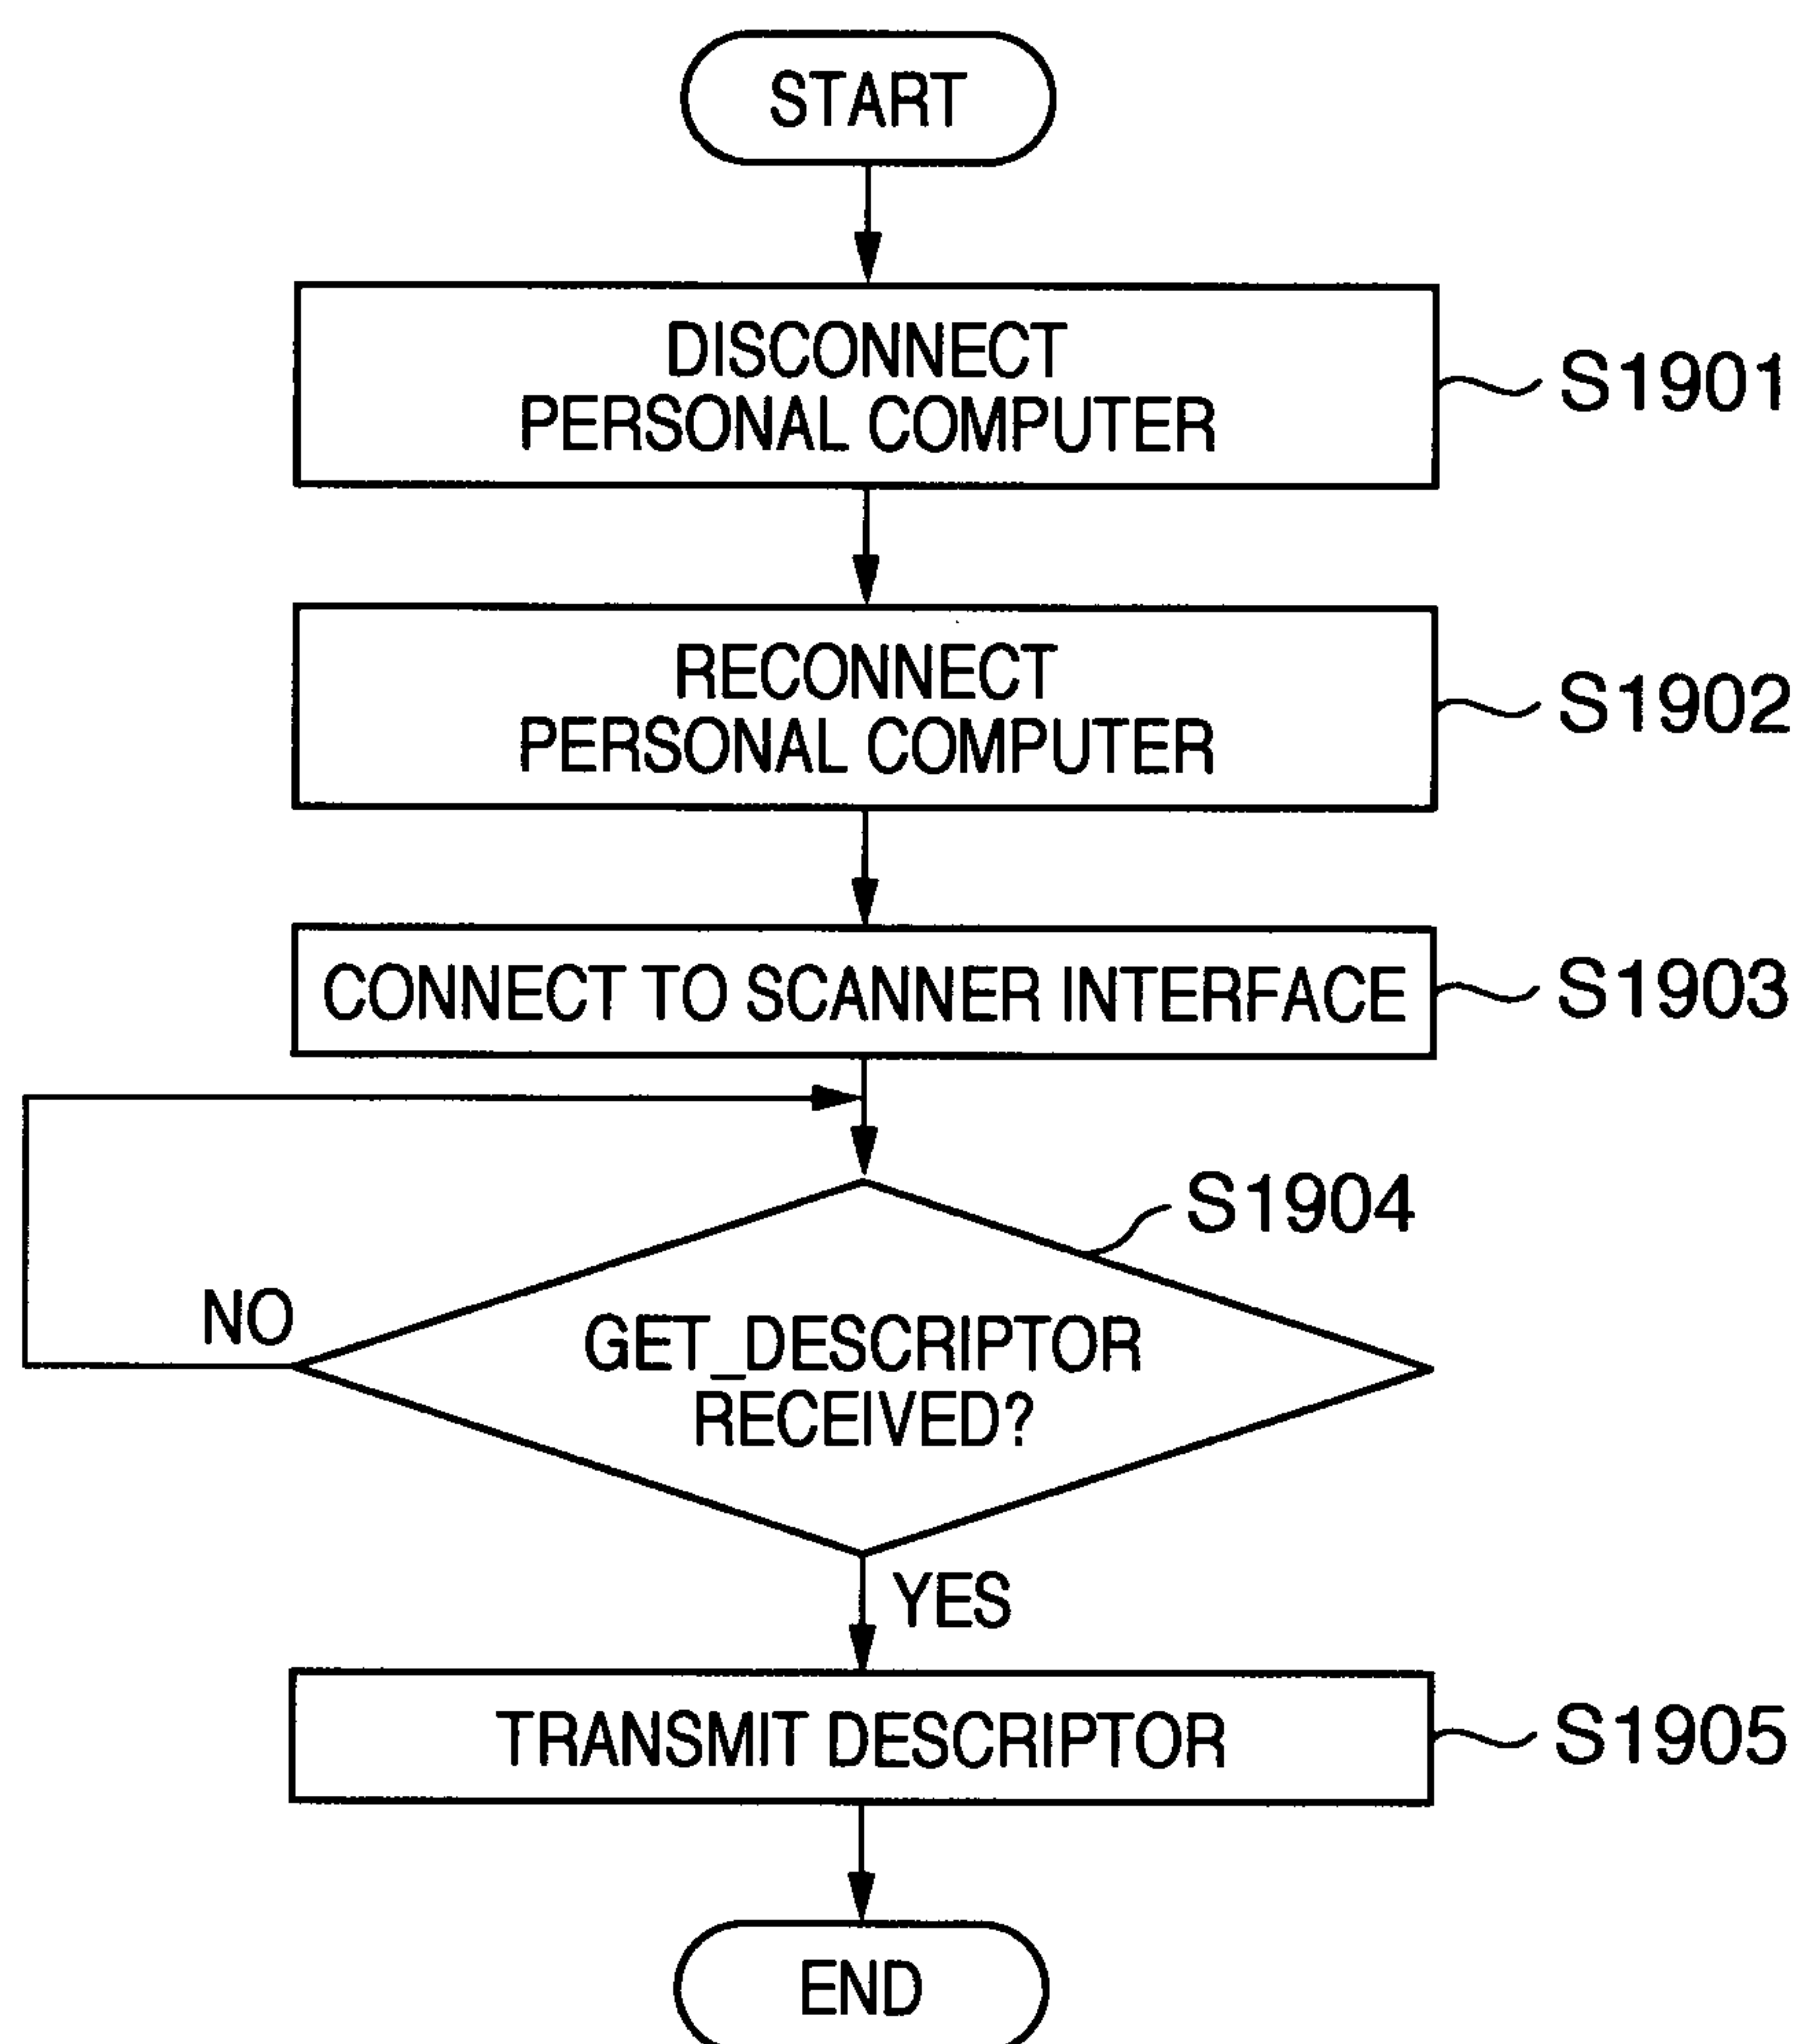 START
DISCONNECT
PERSONAL COMPUTER
S1901
RECONNECT
PERSONAL COMPUTER
S1902
CONNECT TO SCANNER INTERFACE
S1903
S1904
NO
GET_DESCRIPTOR
RECEIVED?
YES
TRANSMIT DESCRIPTOR
S1905
END